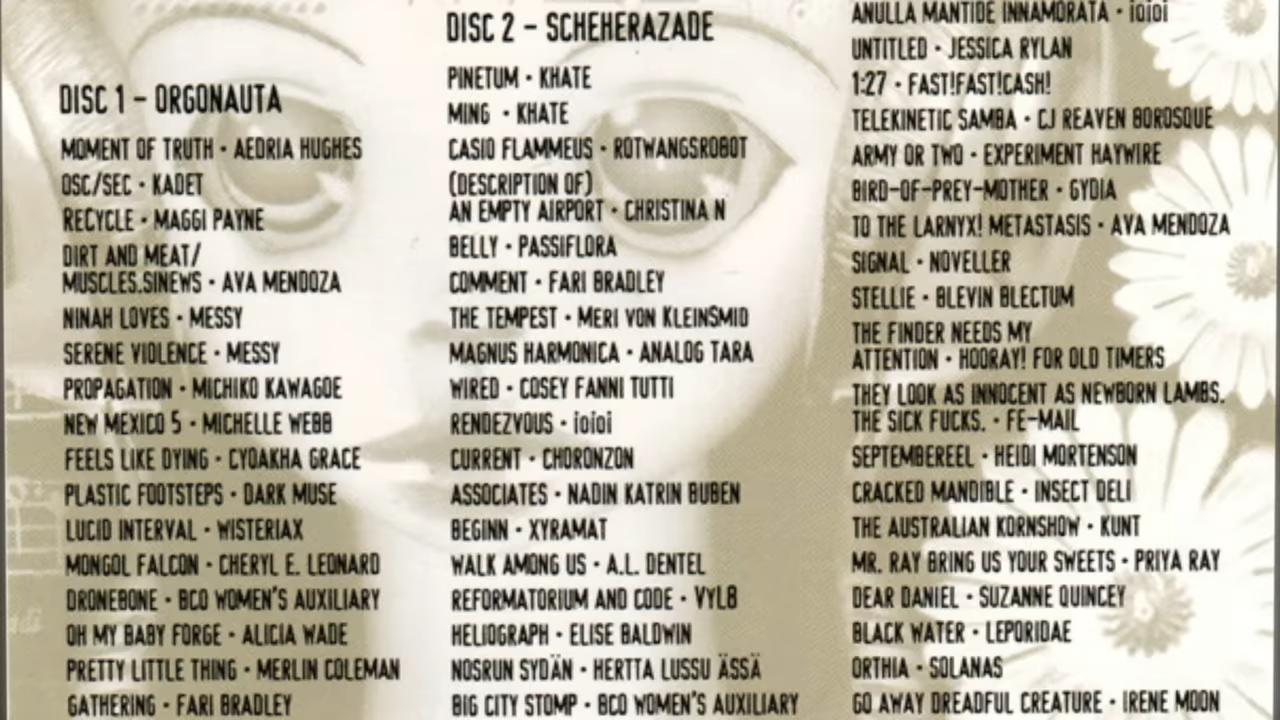 DISC 1 – ORGONAUTA
MOMENT OF TRUTH · AEDRIA HUGHES
OSC/SEC · KADET
RECYCLE · MAGGI PAYNE
DIRT AND MEAT/
MUSCLES.SINEWS · AVA MENDOZA
NINAH LOVES · MESSY
SERENE VIOLENCE · MESSY
PROPAGATION · MICHIKO KAWAGOE
NEW MEXICO 5 · MICHELLE WEBB
FEELS LIKE DYING · CYOAKHA GRACE
PLASTIC FOOTSTEPS · DARK MUSE
LUCID INTERVAL · WISTERIAX
MONGOL FALCON · CHERYL E. LEONARD
DRONEBONE · BCO WOMEN'S AUXILIARY
OH MY BABY FORGE · ALICIA WADE
PRETTY LITTLE THING · MERLIN COLEMAN
GATHERING · FARI BRADLEY
DISC 2 – SCHEHERAZADE
PINETUM · KHATE
MING · KHATE
CASIO FLAMMEUS · ROTWANGSROBOT
(DESCRIPTION OF)
AN EMPTY AIRPORT · CHRISTINA N
BELLY · PASSIFLORA
COMMENT · FARI BRADLEY
THE TEMPEST · MERI VON KLEINSMID
MAGNUS HARMONICA · ANALOG TARA
WIRED · COSEY FANNI TUTTI
RENDEZVOUS · ioioi
CURRENT · CHORONZON
ASSOCIATES · NADIN KATRIN BUBEN
BEGINN · XYRAMAT
WALK AMONG US · A.L. DENTEL
REFORMATORIUM AND CODE · VYLB
HELIOGRAPH · ELISE BALDWIN
NOSRUN SYDÄN · HERTTA LUSSU ÄSSÄ
BIG CITY STOMP · BCO WOMEN'S AUXILIARY
ANULLA MANTIDE INNAMORATA · ioioi
UNTITLED · JESSICA RYLAN
1:27 · FAST!FAST!CASH!
TELEKINETIC SAMBA · CJ REAVEN BOROSQUE
ARMY OR TWO · EXPERIMENT HAYWIRE
BIRD-OF-PREY-MOTHER · GYDIA
TO THE LARNYX! METASTASIS · AVA MENDOZA
SIGNAL · NOVELLER
STELLIE · BLEVIN BLECTUM
THE FINDER NEEDS MY
ATTENTION · HOORAY! FOR OLD TIMERS
THEY LOOK AS INNOCENT AS NEWBORN LAMBS.
THE SICK FUCKS. · FE-MAIL
SEPTEMBEREEL · HEIDI MORTENSON
CRACKED MANDIBLE · INSECT DELI
THE AUSTRALIAN KORNSHOW · KUNT
MR. RAY BRING US YOUR SWEETS · PRIYA RAY
DEAR DANIEL · SUZANNE QUINCEY
BLACK WATER · LEPORIDAE
ORTHIA · SOLANAS
GO AWAY DREADFUL CREATURE · IRENE MOON